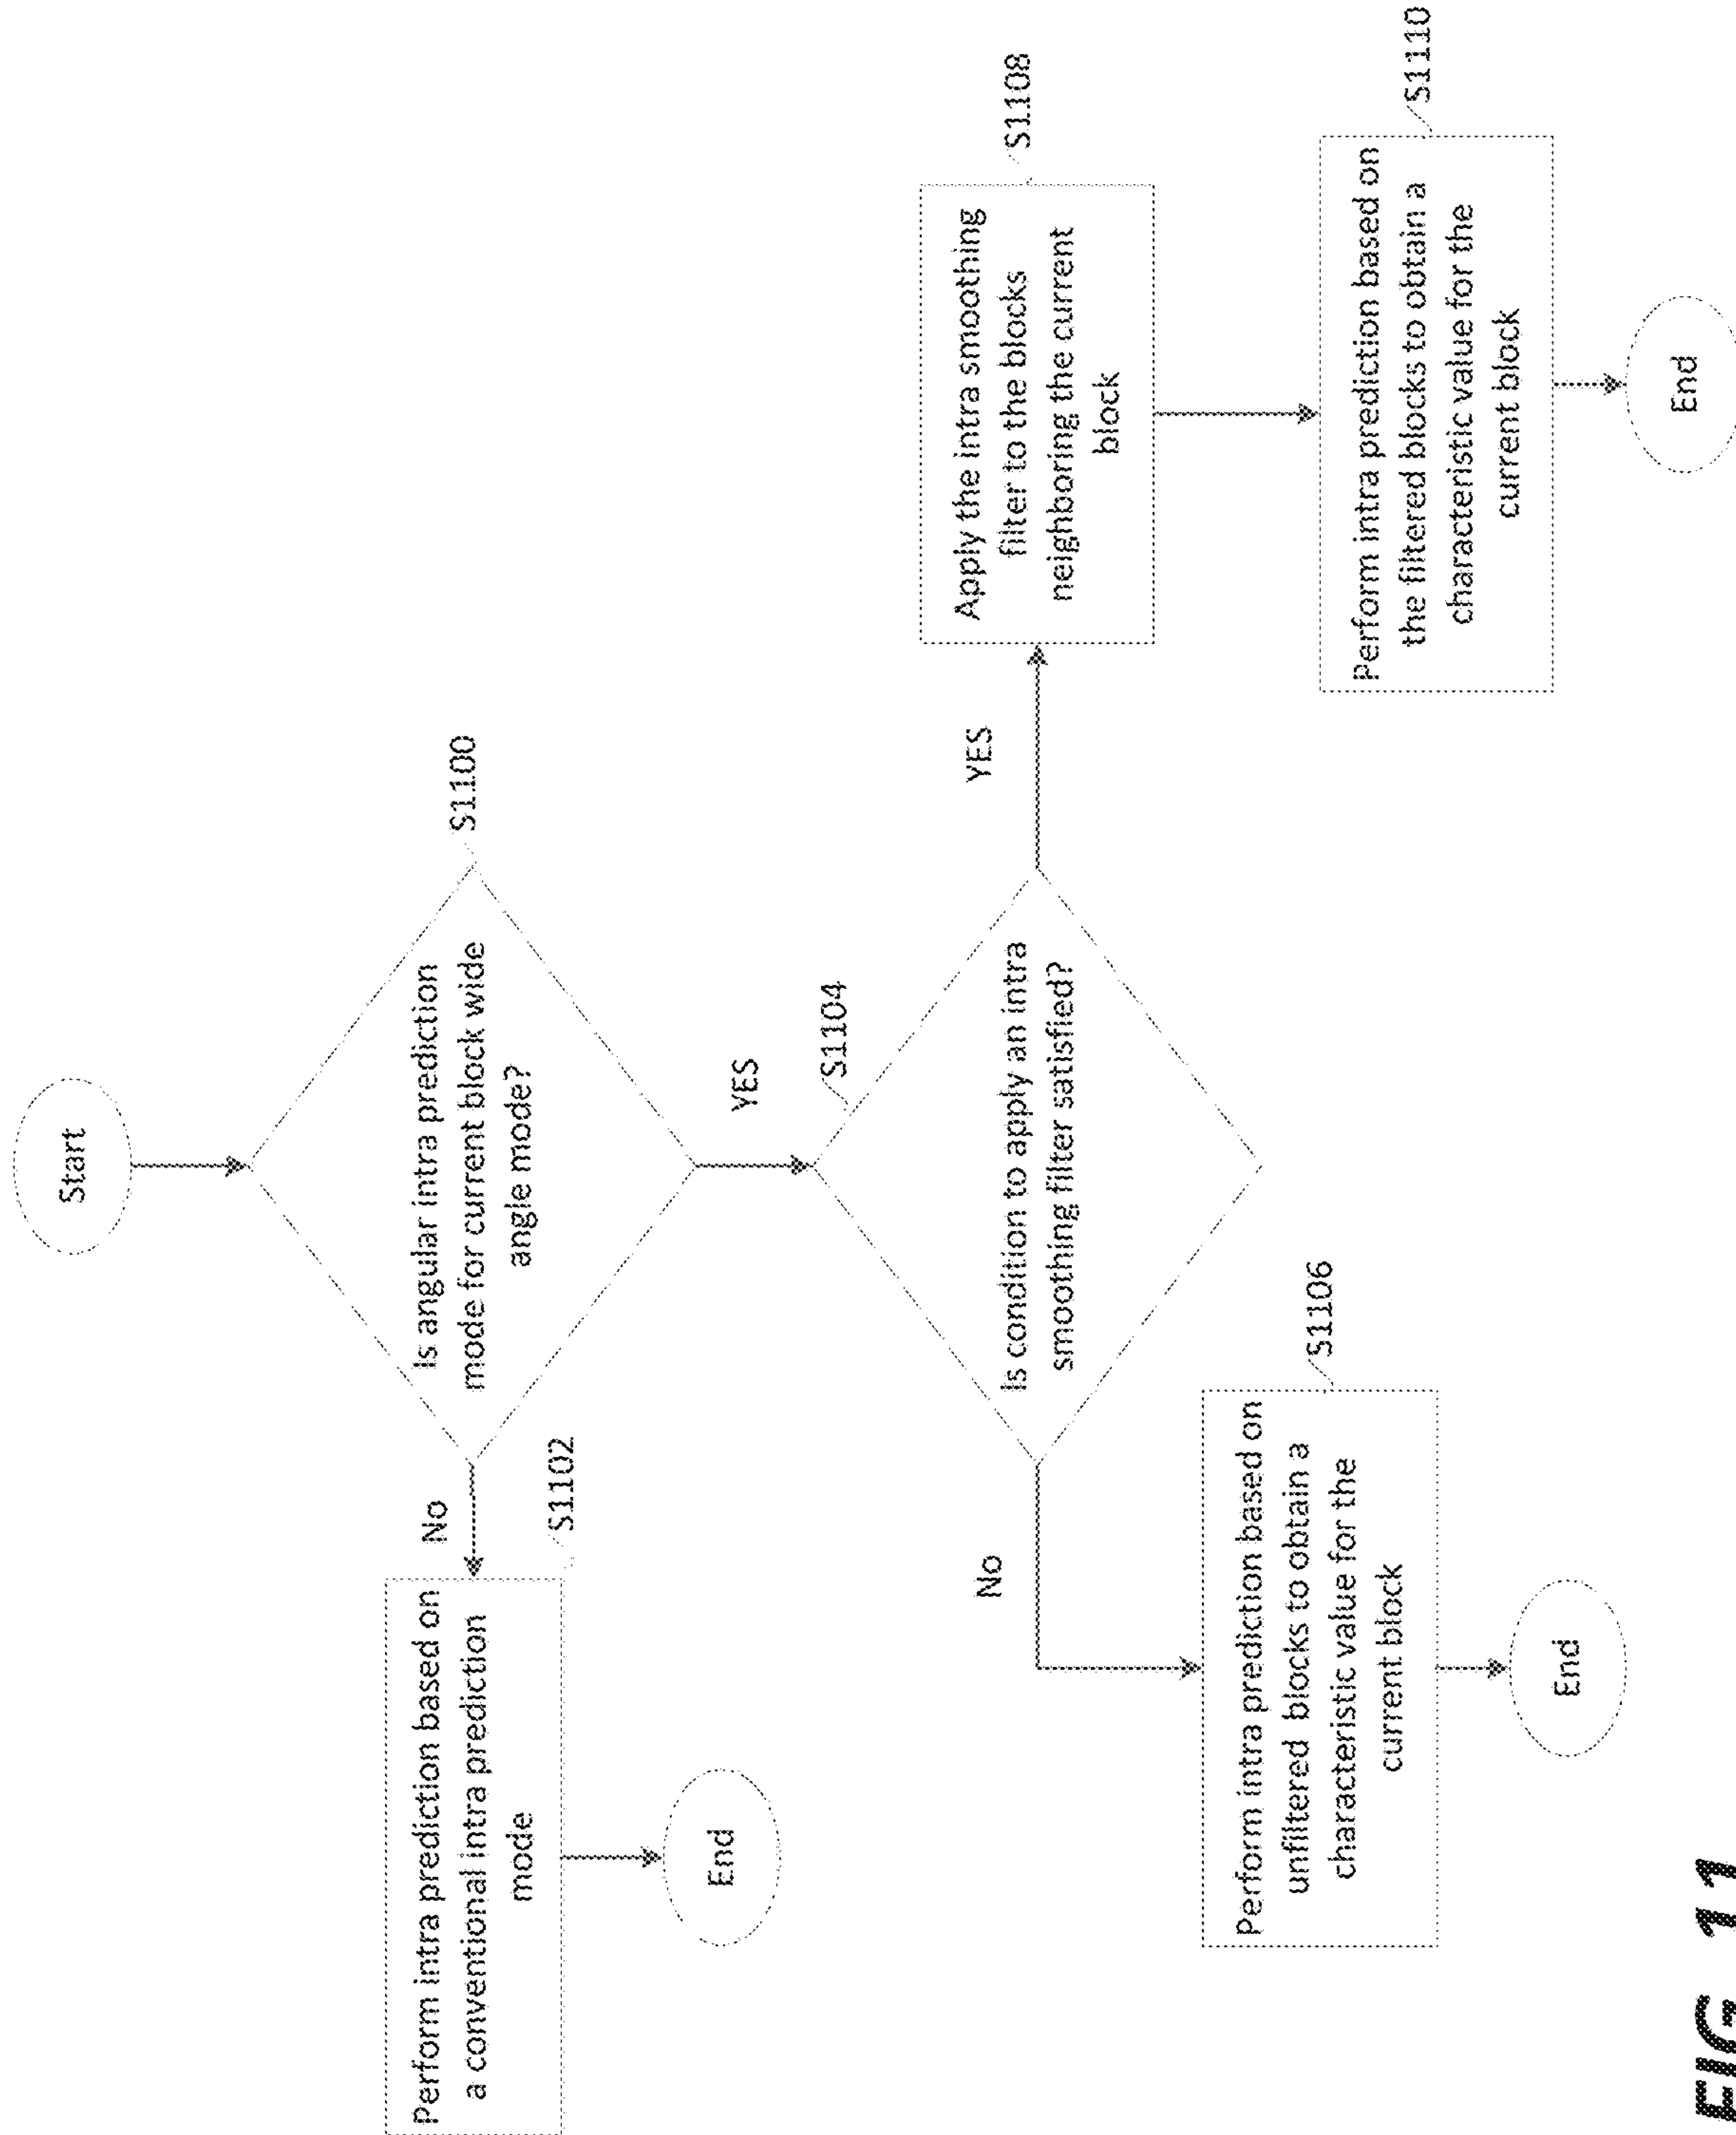 Start
Is angular intra prediction
mode for current block wide
angle mode?
S1100
No
Perform intra prediction based on
a conventional intra prediction
mode
S1102
End
YES
S1104
Is condition to apply an intra
smoothing filter satisfied?
No
Perform intra prediction based on
unfiltered blocks to obtain a
characteristic value for the
current block
S1106
End
YES
Apply the intra smoothing
filter to the blocks
neighboring the current
block
S1108
Perform intra prediction based on
the filtered blocks to obtain a
characteristic value for the
current block
S1110
End
FIG. 11